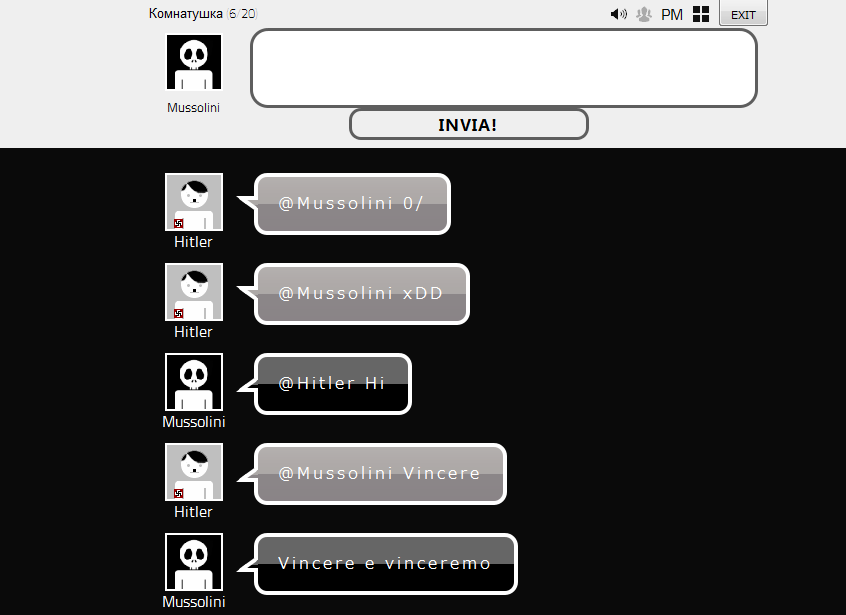 Комнатушка (6/20)
PM
EXIT
Mussolini
INVIA!
@Mussolini 0/
Hitler
@Mussolini xDD
Hitler
@Hitler Hi
Mussolini
@Mussolini Vincere
Hitler
Vincere e vinceremo
Mussolini